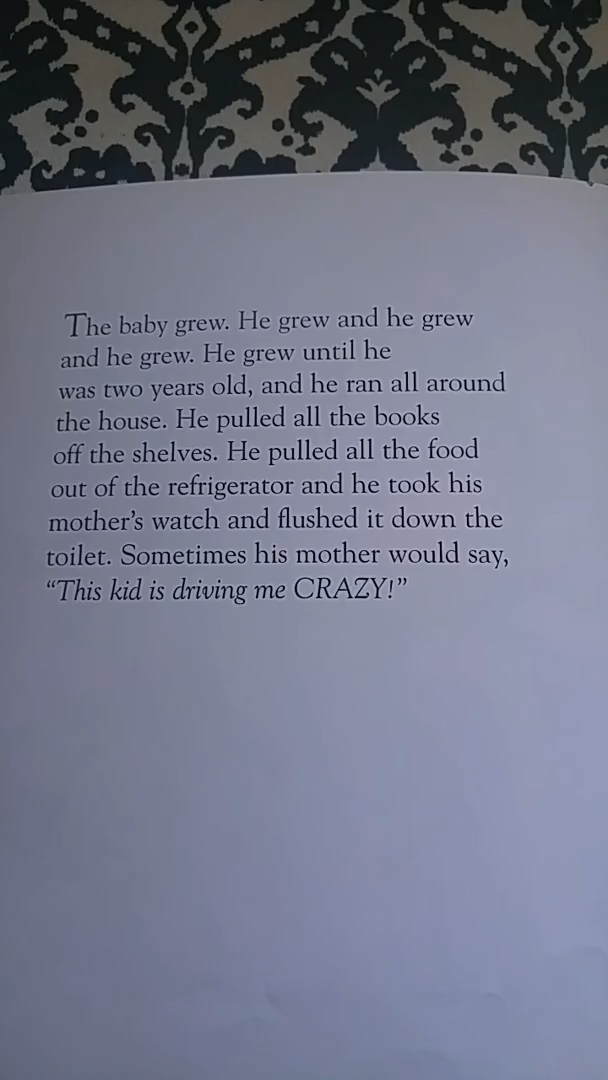 The baby grew. He grew and he grew
and he grew. He grew until he
was two years old, and he ran all around
the house. He pulled all the books
off the shelves. He pulled all the food
out of the refrigerator and he took his
mother’s watch and flushed it down the
toilet. Sometimes his mother would say,
“This kid is driving me CRAZY!”